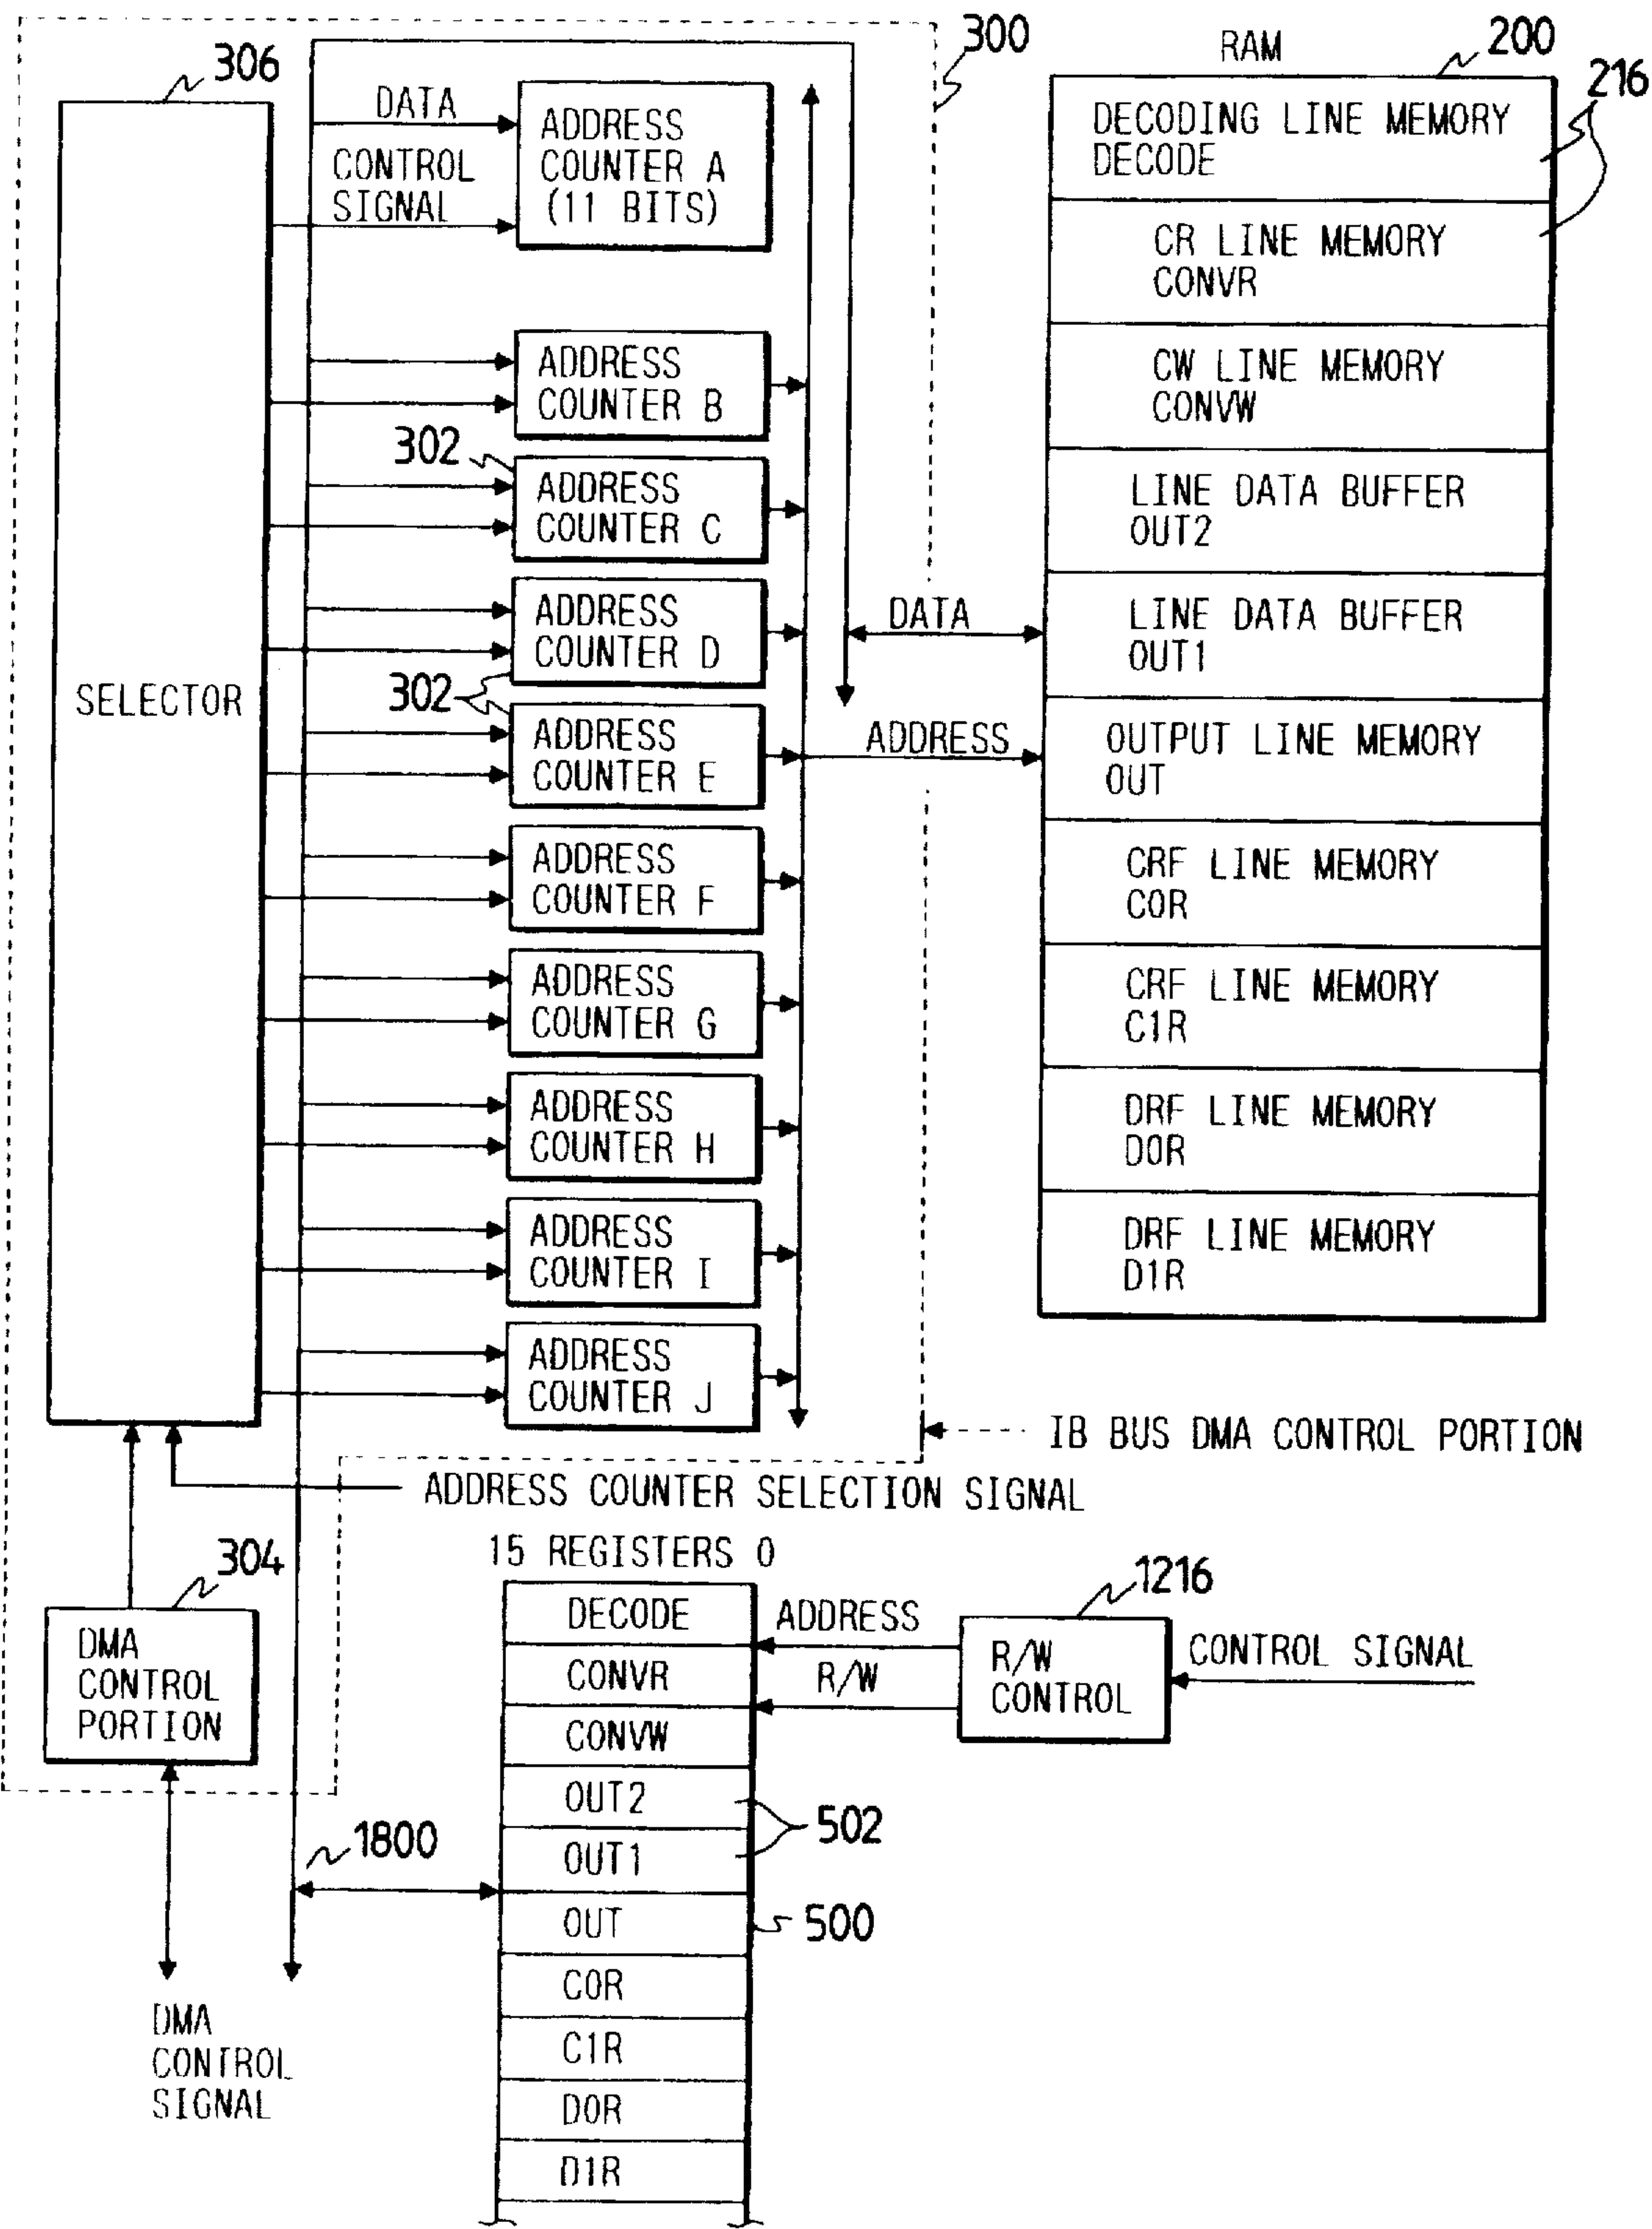 306
300
RAM
200
216
DATA
CONTROL
SIGNAL
ADDRESS
COUNTER A
(11 BITS)
ADDRESS
COUNTER B
302
ADDRESS
COUNTER C
ADDRESS
COUNTER D
302
ADDRESS
COUNTER E
ADDRESS
COUNTER F
ADDRESS
COUNTER G
ADDRESS
COUNTER H
ADDRESS
COUNTER I
ADDRESS
COUNTER J
SELECTOR
DATA
ADDRESS
DECODING LINE MEMORY
DECODE
CR LINE MEMORY
CONVR
CW LINE MEMORY
CONVW
LINE DATA BUFFER
OUT2
LINE DATA BUFFER
OUT1
OUTPUT LINE MEMORY
OUT
CRF LINE MEMORY
C0R
CRF LINE MEMORY
C1R
DRF LINE MEMORY
D0R
DRF LINE MEMORY
D1R
IB BUS DMA CONTROL PORTION
ADDRESS COUNTER SELECTION SIGNAL
304
DMA
CONTROL
PORTION
DMA
CONTROL
SIGNAL
1800
15 REGISTERS 0
DECODE
CONVR
CONVW
OUT2
OUT1
OUT
C0R
C1R
D0R
D1R
ADDRESS
R/W
1216
R/W
CONTROL
CONTROL SIGNAL
502
500